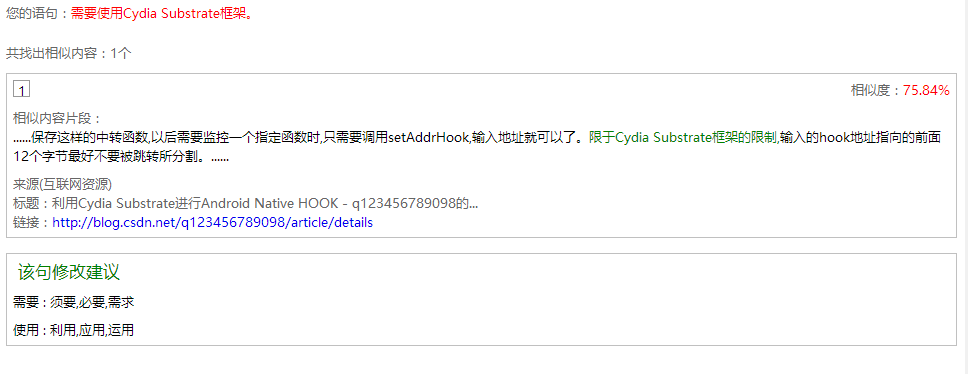 您的语句：需要使用Cydia Substrate框架。
共找出相似内容：1个
1
相似度：75.84%
相似内容片段：
......保存这样的中转函数,以后需要监控一个指定函数时,只需要调用setAddrHook,输入地址就可以了。限于Cydia Substrate框架的限制,输入的hook地址指向的前面
12个字节最好不要被跳转所分割。......
来源(互联网资源)
标题：利用Cydia Substrate进行Android Native HOOK - q123456789098的...
链接：http://blog.csdn.net/q123456789098/article/details
该句修改建议
需要 : 须要,必要,需求
使用 : 利用,应用,运用